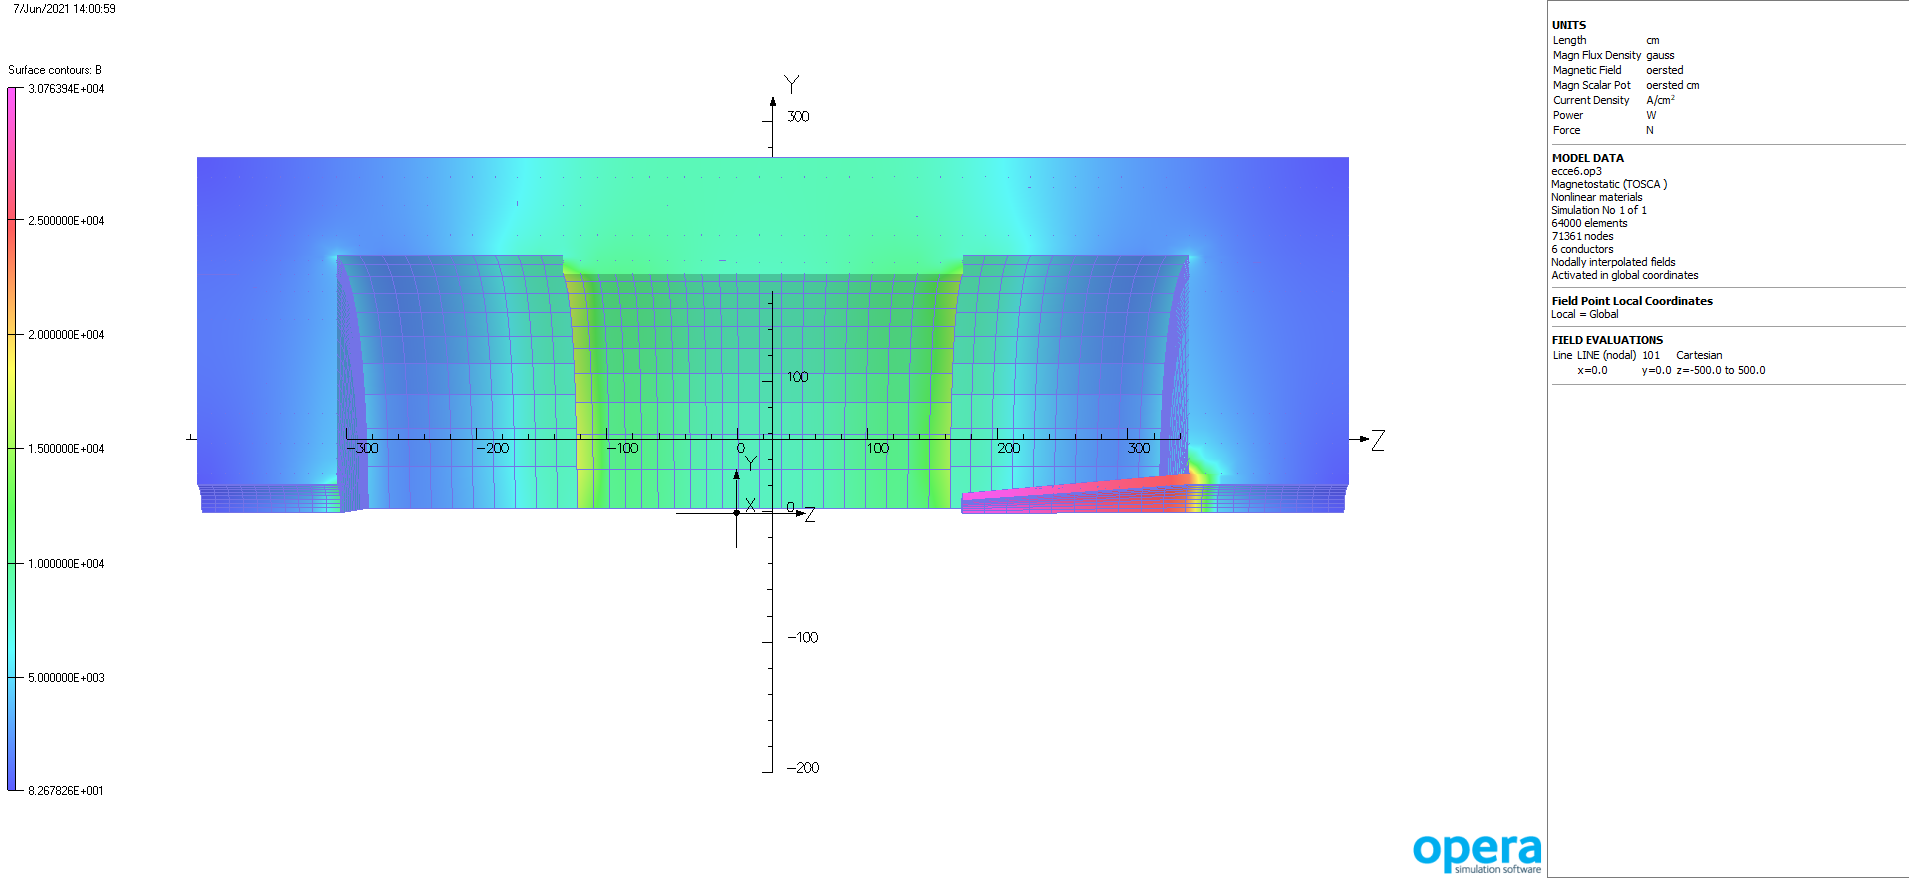 7/Jun/2021 14:00:59
Surface contours: B
3.076394E+004
2.500000E+004
2.000000E+004
1.500000E+004
1.000000E+004
5.000000E+003
8.267826E+001
Y
300
100
-300 -200 -100 0 100 200 300 Z
Y
X 0 Z
-100
-200
UNITS
Length cm
Magn Flux Density gauss
Magnetic Field oersted
Magn Scalar Pot oersted cm
Current Density A/cm²
Power W
Force N
MODEL DATA
ecce6.op3
Magnetostatic (TOSCA )
Nonlinear materials
Simulation No 1 of 1
64000 elements
71361 nodes
6 conductors
Nodally interpolated fields
Activated in global coordinates
Field Point Local Coordinates
Local = Global
FIELD EVALUATIONS
Line LINE (nodal) 101 Cartesian
x=0.0 y=0.0 z=-500.0 to 500.0
opera
simulation software